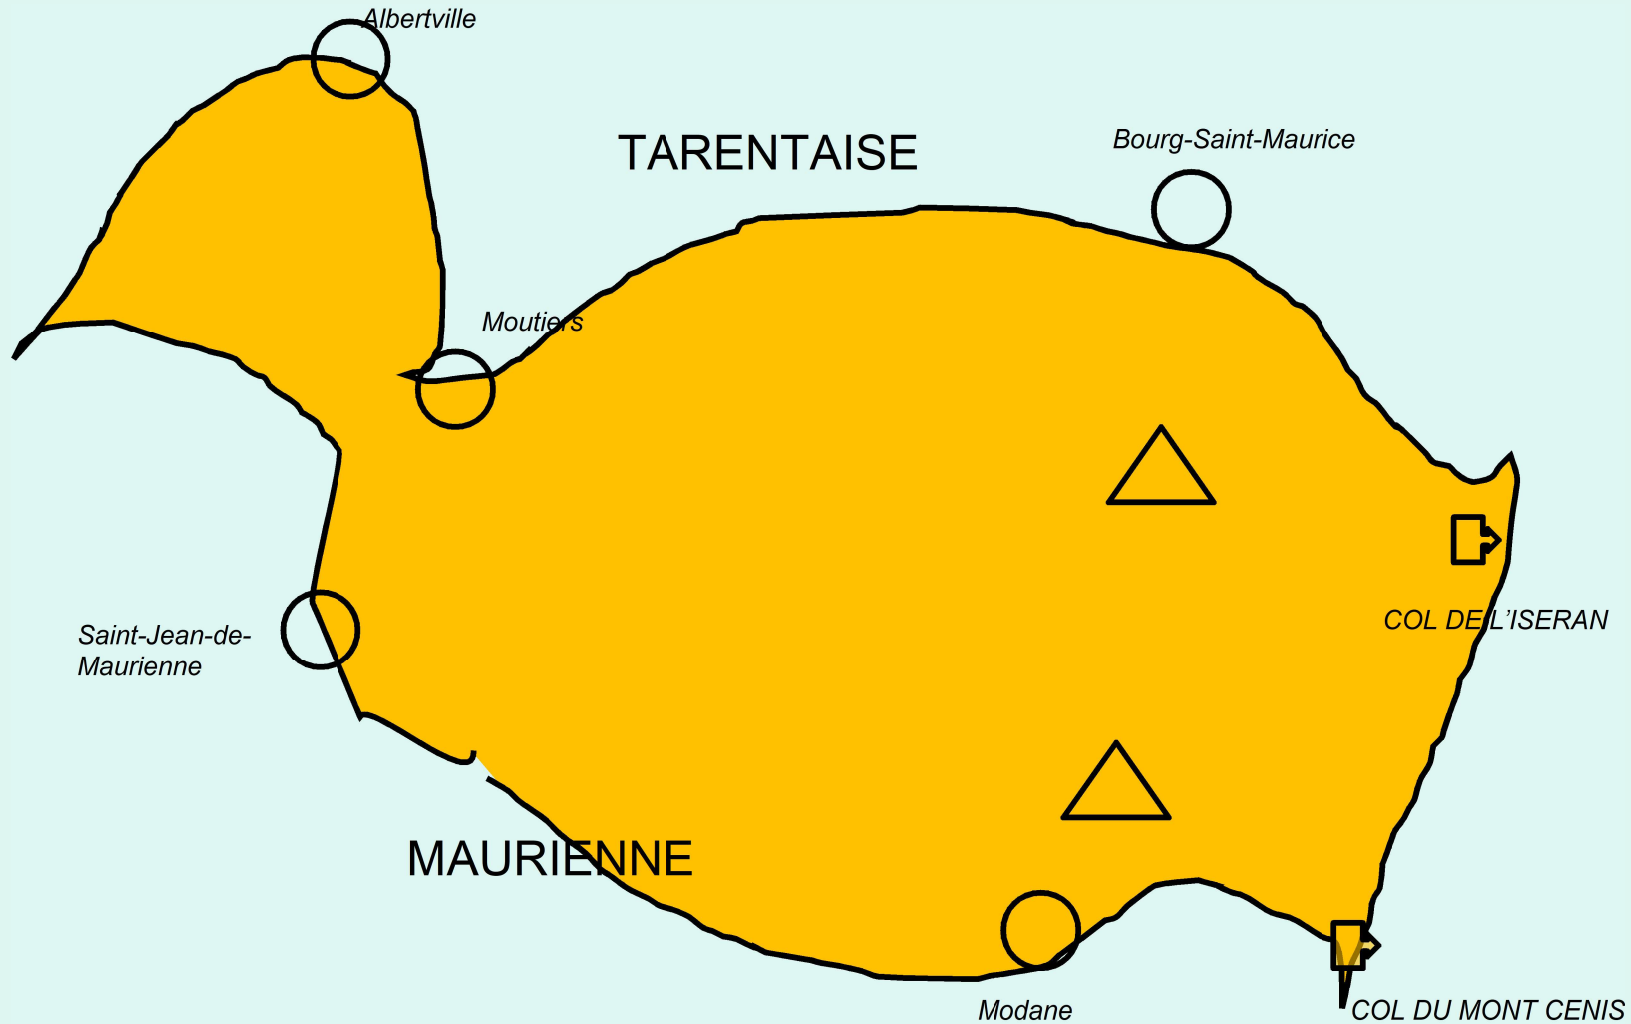 Albertville
TARENTAISE
Bourg-Saint-Maurice
Moutiers
COL DE L'ISERAN
Saint-Jean-de-
Maurienne
MAURIENNE
Modane
COL DU MONT CENIS